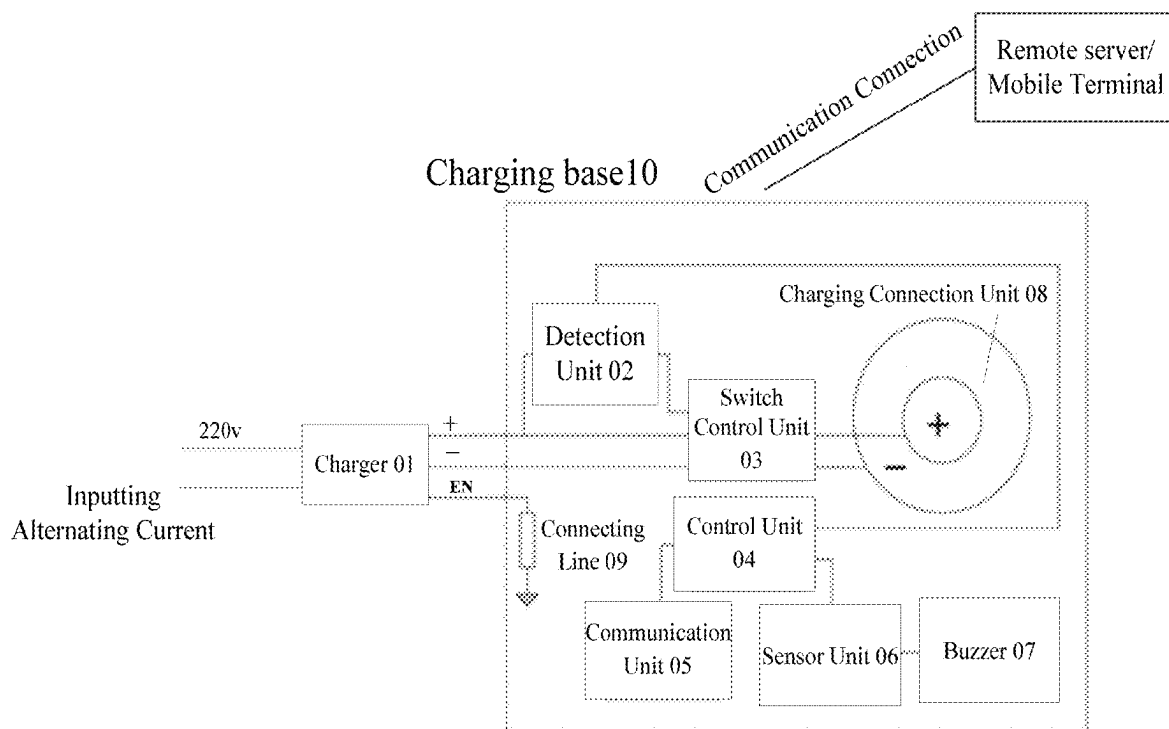 Remote server/
Mobile Terminal
Communication Connection
Charging base10
Charging Connection Unit 08
Detection
Unit 02
Switch
Control Unit
03
+
−
220v
+
−
EN
Charger 01
Inputting
Alternating Current
Connecting
Line 09
Control Unit
04
Communication
Unit 05
Sensor Unit 06
Buzzer 07